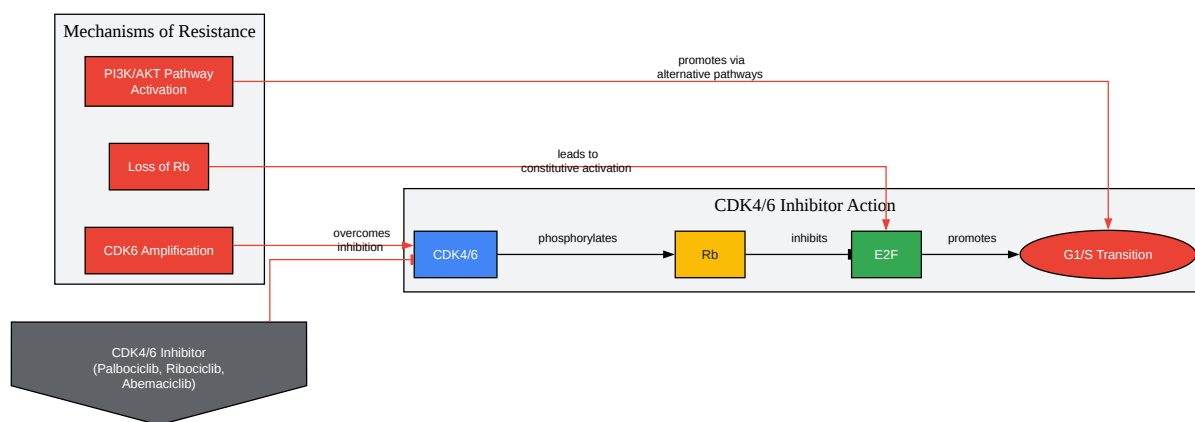 Mechanisms of Resistance
PI3K/AKT Pathway
Activation
promotes via
alternative pathways
Loss of Rb
leads to
constitutive activation
CDK4/6 Inhibitor Action
CDK6 Amplification
overcomes
inhibition
CDK4/6
phosphorylates
Rb
inhibits
E2F
promotes
G1/S Transition
CDK4/6 Inhibitor
(Palbociclib, Ribociclib,
Abemaciclib)